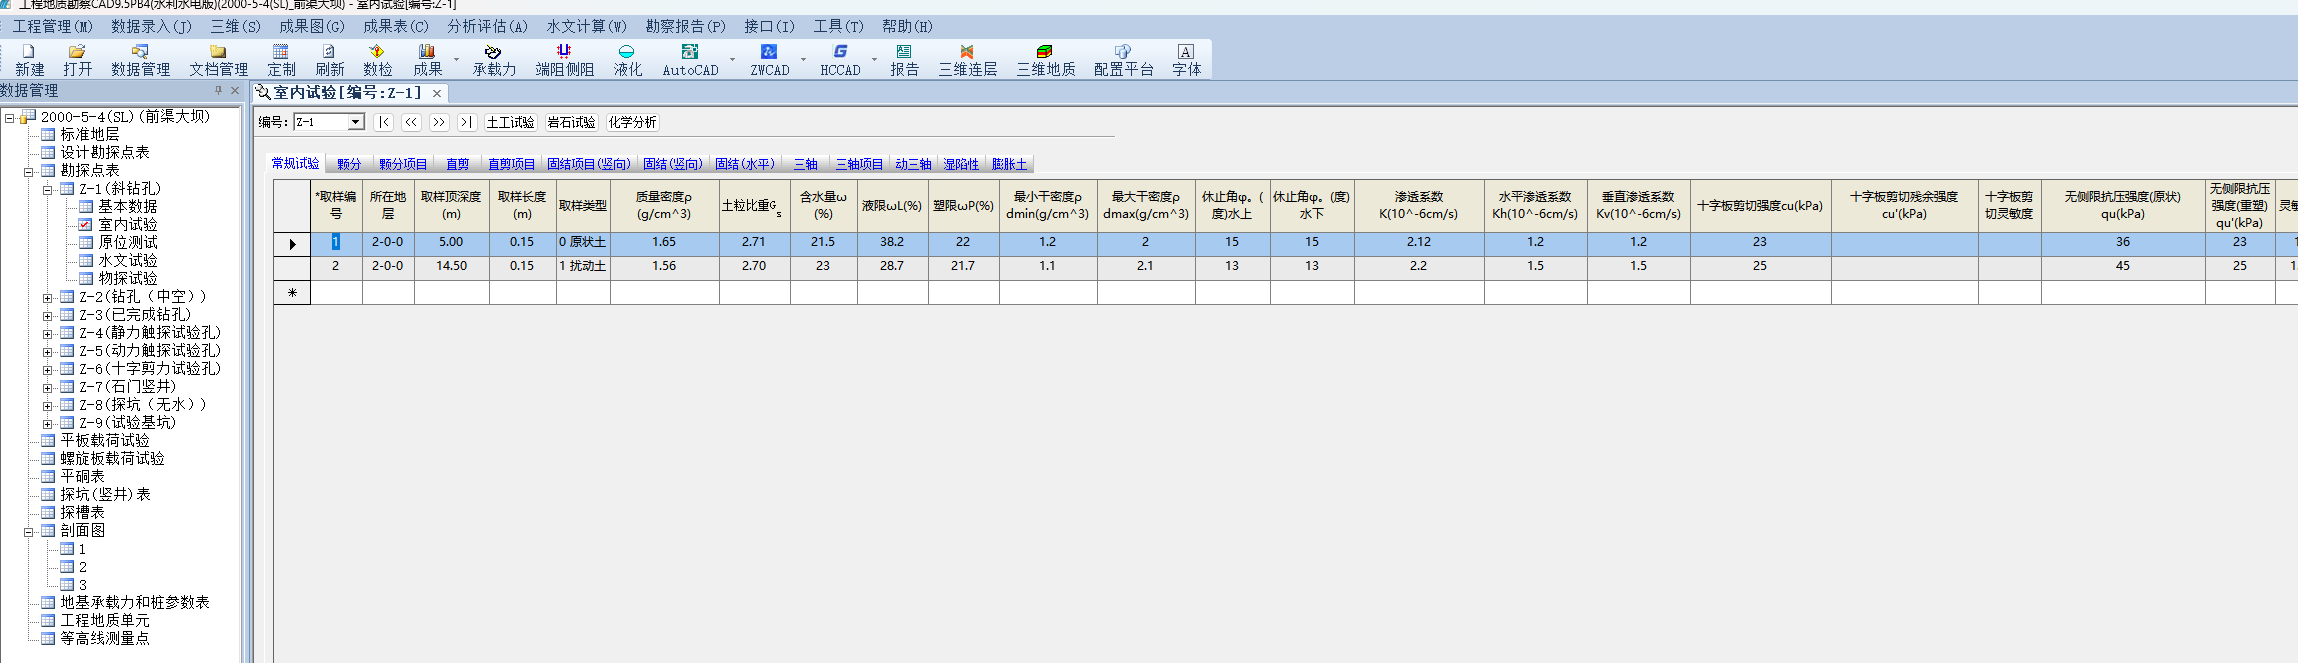 工程地质勘察CAD9.5PB4(水利水电版)(2000-5-4(SL)_前渠大坝) - 室内试验[编号:Z-1]
工程管理(M) 数据录入(J) 三维(S) 成果图(G) 成果表(C) 分析评估(A) 水文计算(W) 勘察报告(P) 接口(I) 工具(T) 帮助(H)
新建 打开 数据管理 文档管理 定制 刷新 数检 成果 承载力 端阻侧阻 液化 AutoCAD ZWCAD HCCAD 报告 三维连层 三维地质 配置平台 字体
数据管理
室内试验[编号:Z-1]
2000-5-4(SL)(前渠大坝)
标准地层
设计勘探点表
勘探点表
Z-1(斜钻孔)
基本数据
室内试验
原位测试
水文试验
物探试验
Z-2(钻孔（中空）)
Z-3(已完成钻孔)
Z-4(静力触探试验孔)
Z-5(动力触探试验孔)
Z-6(十字剪力试验孔)
Z-7(石门竖井)
Z-8(探坑（无水）)
Z-9(试验基坑)
平板载荷试验
螺旋板载荷试验
平硐表
探坑(竖井)表
探槽表
剖面图
1
2
3
地基承载力和桩参数表
工程地质单元
等高线测量点
编号: Z-1 |< << >> >| 土工试验 岩石试验 化学分析
常规试验 颗分 颗分项目 直剪 直剪项目 固结项目(竖向) 固结(竖向) 固结(水平) 三轴 三轴项目 动三轴 湿陷性 膨胀土
*取样编号 所在地层 取样顶深度(m) 取样长度(m) 取样类型 质量密度ρ(g/cm^3) 土粒比重Gs 含水量ω(%) 液限ωL(%) 塑限ωP(%) 最小干密度ρdmin(g/cm^3) 最大干密度ρdmax(g/cm^3) 休止角φ。(度)水上 休止角φ。(度)水下 渗透系数K(10^-6cm/s) 水平渗透系数Kh(10^-6cm/s) 垂直渗透系数Kv(10^-6cm/s) 十字板剪切强度cu(kPa) 十字板剪切残余强度cu'(kPa) 十字板剪切灵敏度 无侧限抗压强度(原状)qu(kPa) 无侧限抗压强度(重塑)qu'(kPa)
1 2-0-0 5.00 0.15 0 原状土 1.65 2.71 21.5 38.2 22 1.2 2 15 15 2.12 1.2 1.2 23 36 23
2 2-0-0 14.50 0.15 1 扰动土 1.56 2.70 23 28.7 21.7 1.1 2.1 13 13 2.2 1.5 1.5 25 45 25
*